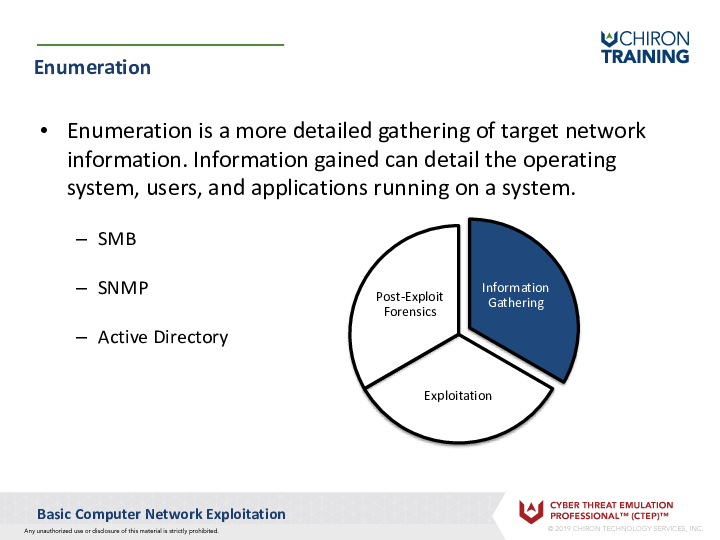 CHIRON
TRAINING
Enumeration
• Enumeration is a more detailed gathering of target network
information. Information gained can detail the operating
system, users, and applications running on a system.
– SMB
– SNMP
– Active Directory
Post-Exploit
Forensics
Information
Gathering
Exploitation
Basic Computer Network Exploitation
Any unauthorized use or disclosure of this material is strictly prohibited.
CYBER THREAT EMULATION
PROFESSIONAL™ (CTEP)™
© 2019 CHIRON TECHNOLOGY SERVICES, INC.